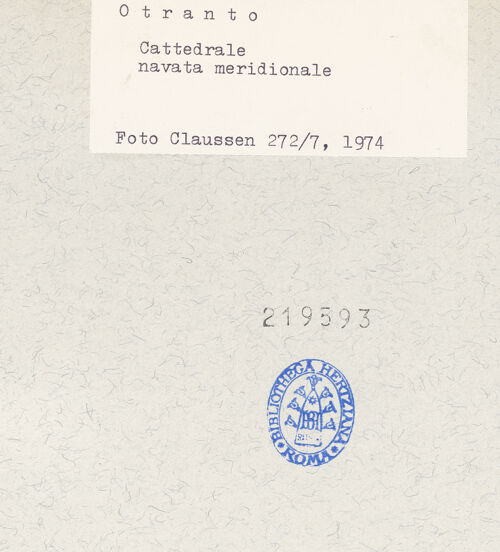 O t r a n t o
Cattedrale
navata meridionale
Foto Claussen 272/7, 1974
219593
BIBLIOTHECA HERTZIANA
ROMA